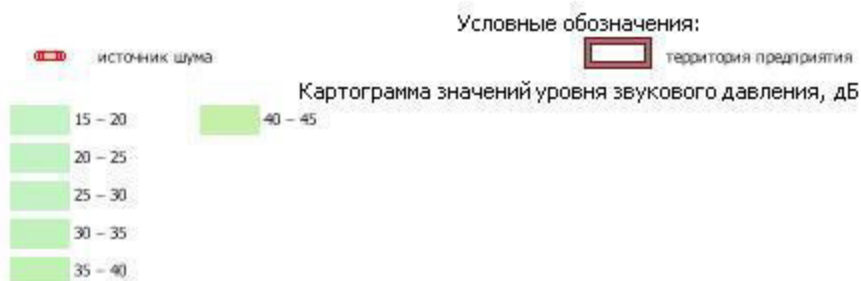 Условные обозначения:
источник шума
территория предприятия
Картограмма значений уровня звукового давления, дБ
15 – 20
40 – 45
20 – 25
25 – 30
30 – 35
35 – 40